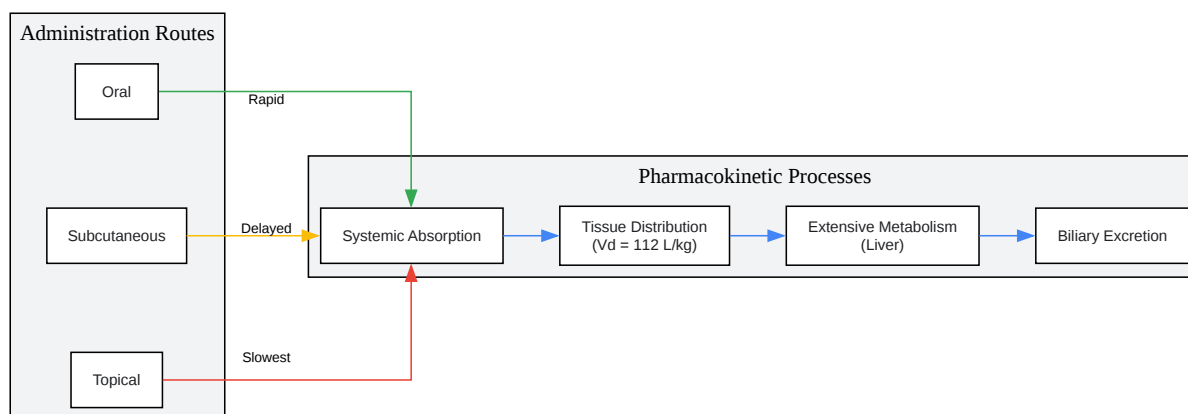 Administration Routes
Oral
Rapid
Pharmacokinetic Processes
Subcutaneous
Delayed
Systemic Absorption
Tissue Distribution
(Vd = 112 L/kg)
Extensive Metabolism
(Liver)
Biliary Excretion
Slowest
Topical